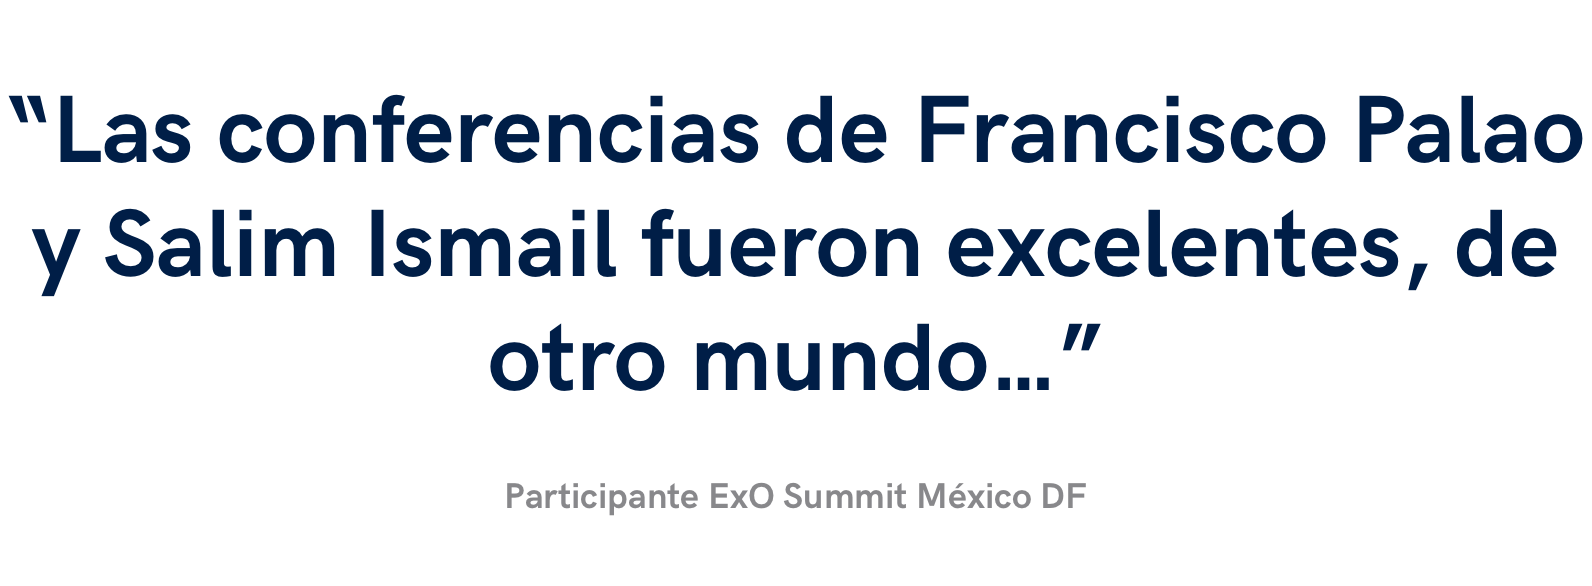 “Las conferencias de Francisco Palao
y Salim Ismail fueron excelentes, de
otro mundo...”
Participante ExO Summit México DF